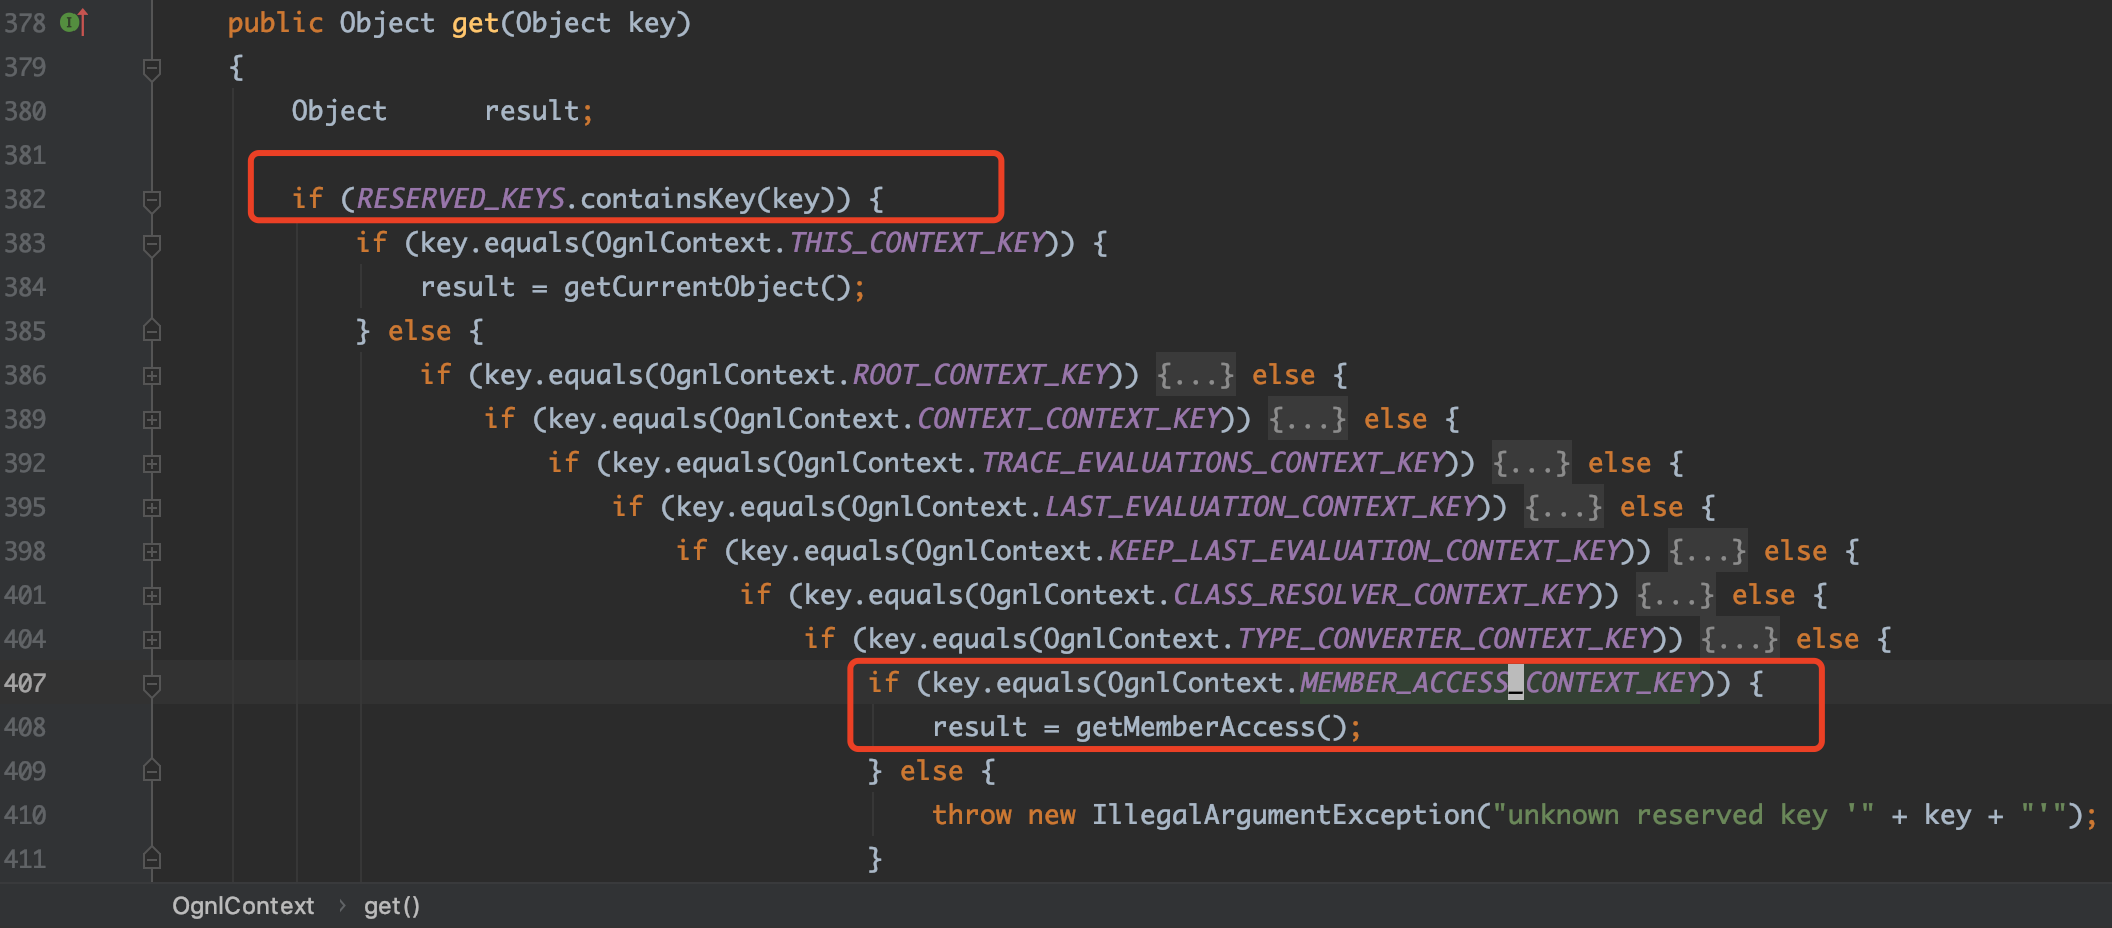 378 public Object get(Object key)
379 {
380 Object result;
381
382 if (RESERVED_KEYS.containsKey(key)) {
383 if (key.equals(OgnlContext.THIS_CONTEXT_KEY)) {
384 result = getCurrentObject();
385 } else {
386 if (key.equals(OgnlContext.ROOT_CONTEXT_KEY)) {...} else {
389 if (key.equals(OgnlContext.CONTEXT_CONTEXT_KEY)) {...} else {
392 if (key.equals(OgnlContext.TRACE_EVALUATIONS_CONTEXT_KEY)) {...} else {
395 if (key.equals(OgnlContext.LAST_EVALUATION_CONTEXT_KEY)) {...} else {
398 if (key.equals(OgnlContext.KEEP_LAST_EVALUATION_CONTEXT_KEY)) {...} else {
401 if (key.equals(OgnlContext.CLASS_RESOLVER_CONTEXT_KEY)) {...} else {
404 if (key.equals(OgnlContext.TYPE_CONVERTER_CONTEXT_KEY)) {...} else {
407 if (key.equals(OgnlContext.MEMBER_ACCESS_CONTEXT_KEY)) {
408 result = getMemberAccess();
409 } else {
410 throw new IllegalArgumentException("unknown reserved key '" + key + "'");
411 }
OgnlContext › get()